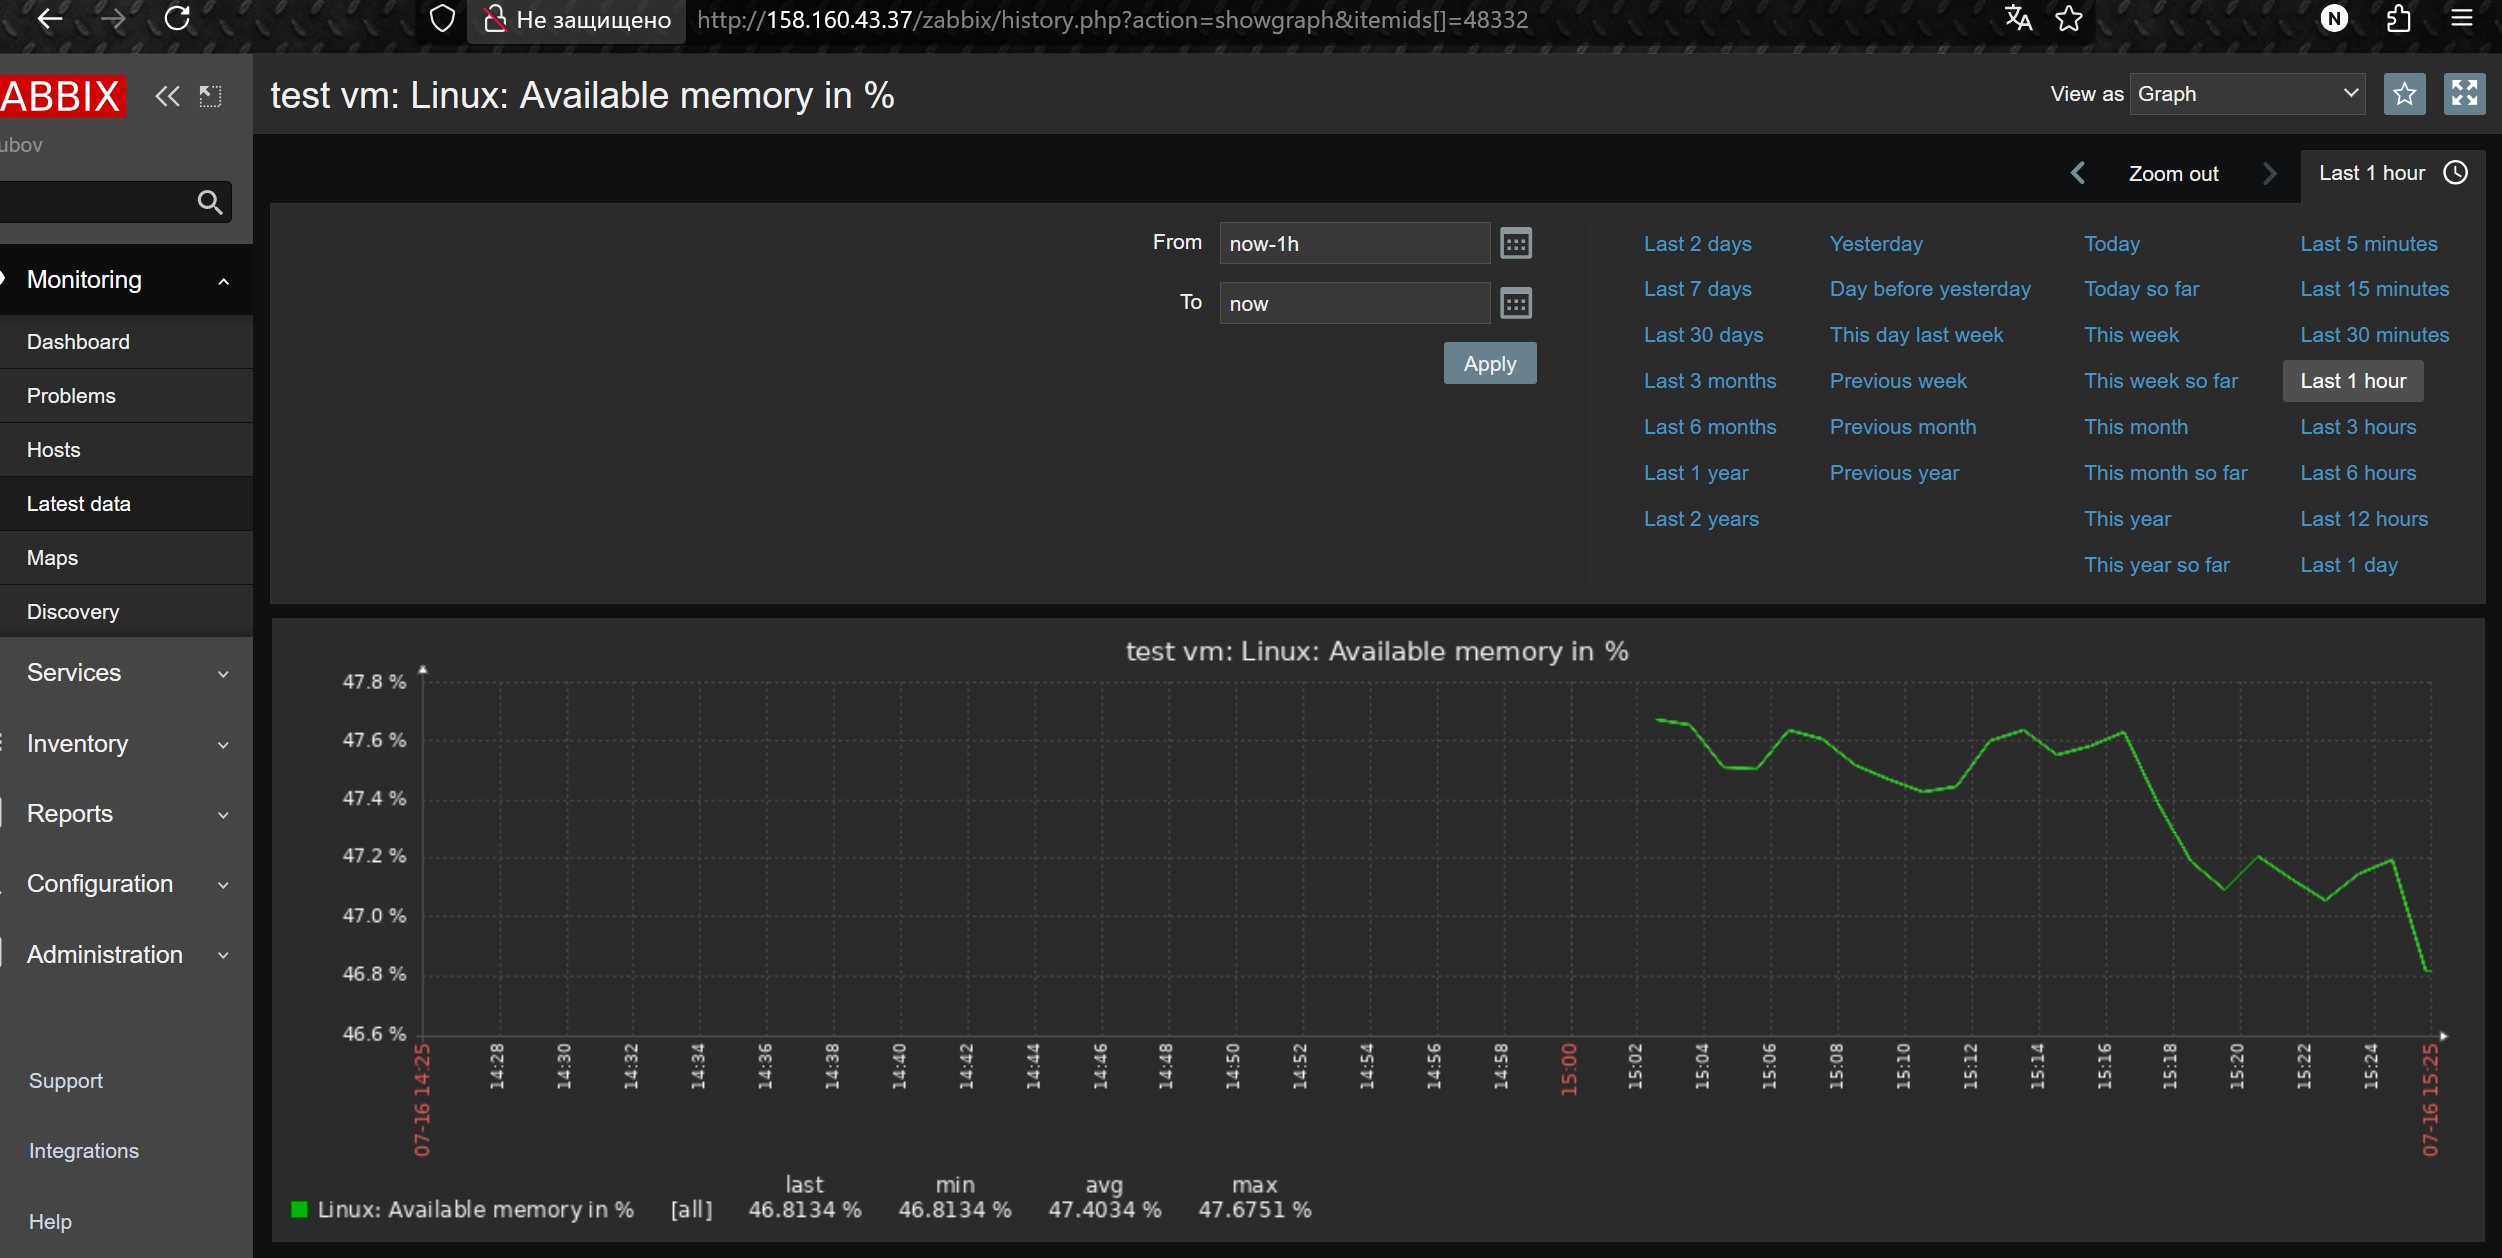 Не защищено http://158.160.43.37/zabbix/history.php?action=showgraph&itemids[]=48332 N
ABBIX
ubov
Monitoring
Dashboard
Problems
Hosts
Latest data
Maps
Discovery
Services
Inventory
Reports
Configuration
Administration
Support
Integrations
Help
test vm: Linux: Available memory in %
View as Graph
Zoom out Last 1 hour
From now-1h
To now
Apply
Last 2 days Yesterday Today Last 5 minutes
Last 7 days Day before yesterday Today so far Last 15 minutes
Last 30 days This day last week This week Last 30 minutes
Last 3 months Previous week This week so far Last 1 hour
Last 6 months Previous month This month Last 3 hours
Last 1 year Previous year This month so far Last 6 hours
Last 2 years This year Last 12 hours
This year so far Last 1 day
test vm: Linux: Available memory in %
47.8 %
47.6 %
47.4 %
47.2 %
47.0 %
46.8 %
46.6 %
07-16 14:25 14:28 14:30 14:32 14:34 14:36 14:38 14:40 14:42 14:44 14:46 14:48 14:50 14:52 14:54 14:56 14:58 15:00 15:02 15:04 15:06 15:08 15:10 15:12 15:14 15:16 15:18 15:20 15:22 15:24 07-16 15:25
last min avg max
Linux: Available memory in % [all] 46.8134 % 46.8134 % 47.4034 % 47.6751 %